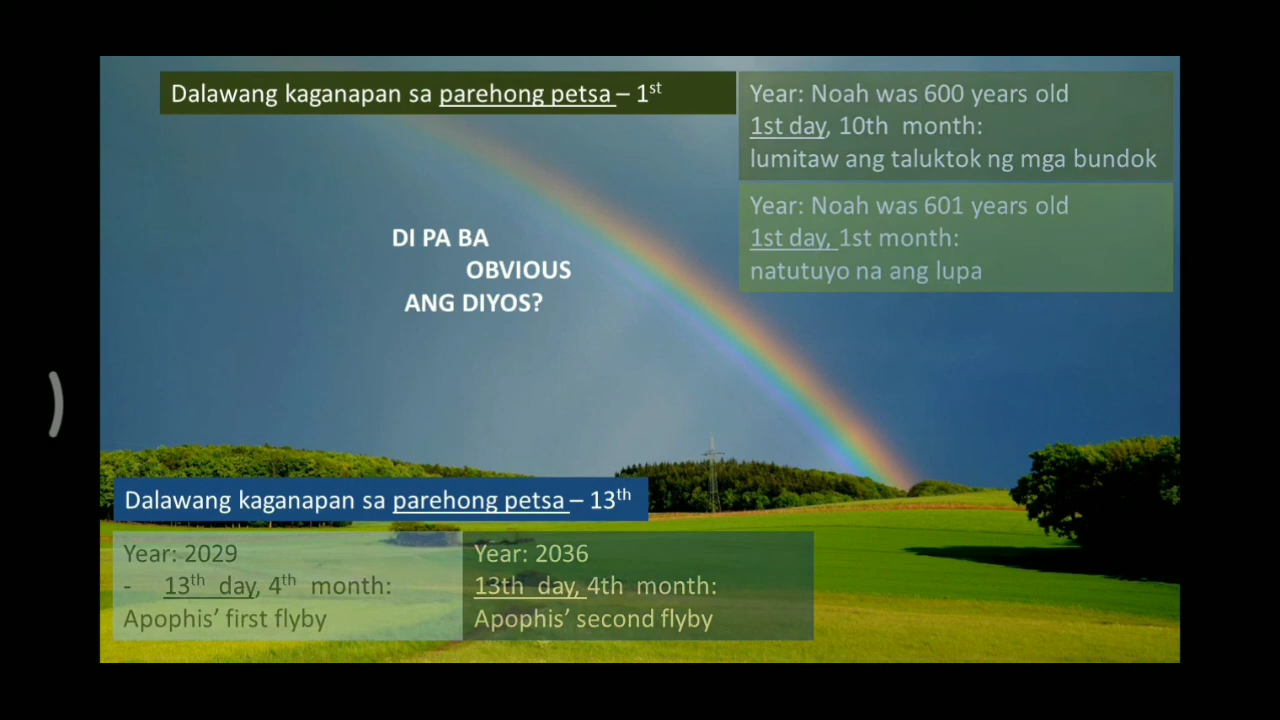 Dalawang kaganapan sa parehong petsa – 1st
Year: Noah was 600 years old
1st day, 10th month:
lumitaw ang taluktok ng mga bundok
Year: Noah was 601 years old
1st day, 1st month:
natutuyo na ang lupa
DI PA BA
OBVIOUS
ANG DIYOS?
Dalawang kaganapan sa parehong petsa – 13th
Year: 2029
- 13th day, 4th month:
Apophis’ first flyby
Year: 2036
13th day, 4th month:
Apophis’ second flyby